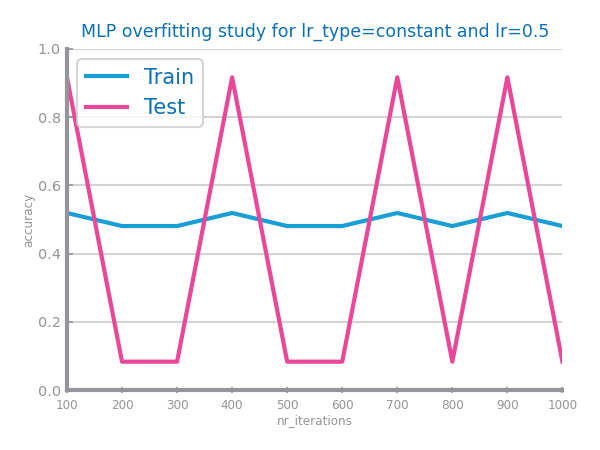 MLP overfitting study for lr_type=constant and lr=0.5
Train
Test
accuracy
1.0
0.8
0.6
0.4
0.2
0.0
100 200 300 400 500 600 700 800 900 1000
nr_iterations